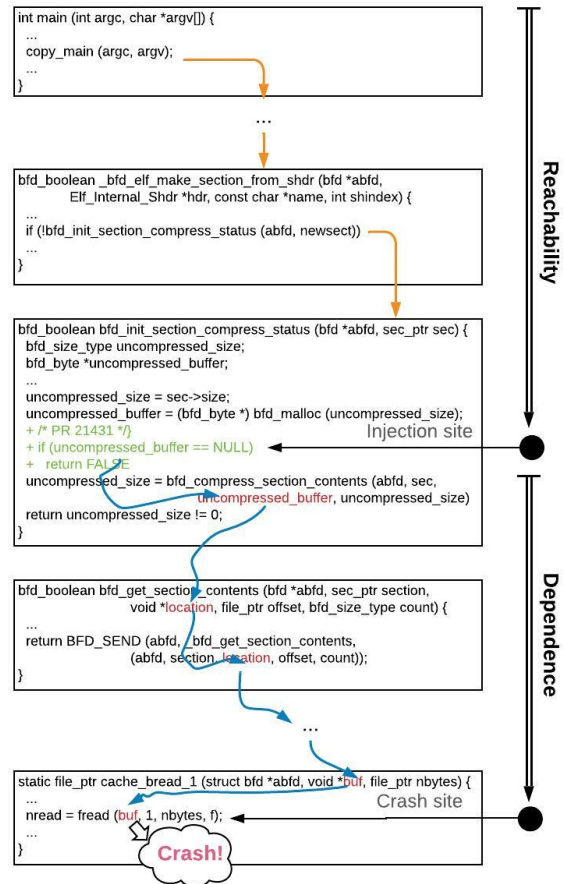 int main (int argc, char *argv[]) {
...
copy_main (argc, argv);
...
}
...
bfd_boolean _bfd_elf_make_section_from_shdr (bfd *abfd,
Elf_Internal_Shdr *hdr, const char *name, int shindex) {
...
if (!bfd_init_section_compress_status (abfd, newsect))
...
}
Reachability
bfd_boolean bfd_init_section_compress_status (bfd *abfd, sec_ptr sec) {
bfd_size_type uncompressed_size;
bfd_byte *uncompressed_buffer;
...
uncompressed_size = sec->size;
uncompressed_buffer = (bfd_byte *) bfd_malloc (uncompressed_size);
+ /* PR 21431 */}
Injection site
+ if (uncompressed_buffer == NULL)
+ return FALSE
uncompressed_size = bfd_compress_section_contents (abfd, sec,
uncompressed_buffer, uncompressed_size)
return uncompressed_size != 0;
}
bfd_boolean bfd_get_section_contents (bfd *abfd, sec_ptr section,
void *location, file_ptr offset, bfd_size_type count) {
...
return BFD_SEND (abfd, _bfd_get_section_contents,
(abfd, section, location, offset, count));
}
Dependence
...
static file_ptr cache_bread_1 (struct bfd *abfd, void *buf, file_ptr nbytes) {
...
Crash site
nread = fread (buf, 1, nbytes, f);
...
}
Crash!